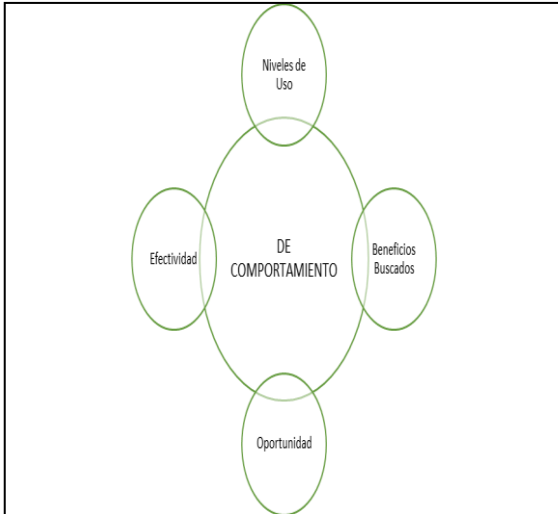 Niveles de
Uso
Efectividad
DE
COMPORTAMIENTO
Beneficios
Buscados
Oportunidad